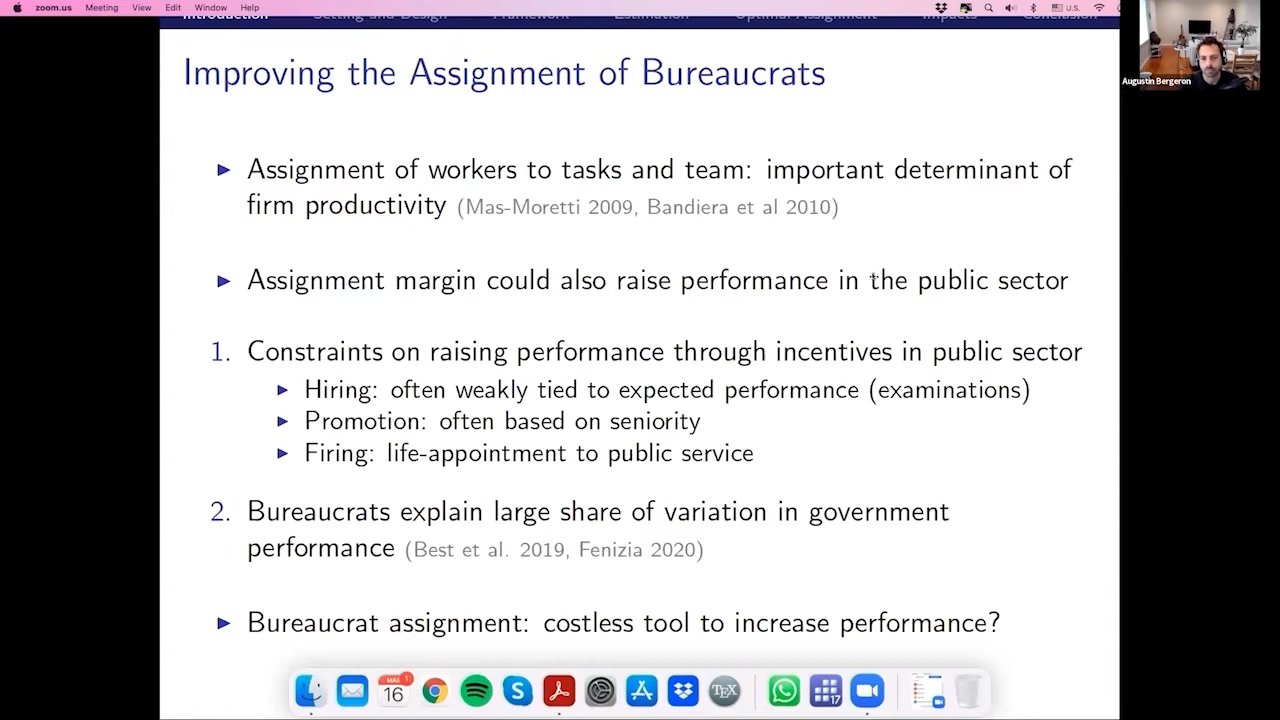 zoom.us Meeting View Edit Window Help U.S.
Introduction Setting and Design Framework Estimation Optimal Assignment Impacts Conclusion
Improving the Assignment of Bureaucrats
Augustin Bergeron
▶ Assignment of workers to tasks and team: important determinant of
firm productivity (Mas-Moretti 2009, Bandiera et al 2010)
▶ Assignment margin could also raise performance in the public sector
1. Constraints on raising performance through incentives in public sector
▶ Hiring: often weakly tied to expected performance (examinations)
▶ Promotion: often based on seniority
▶ Firing: life-appointment to public service
2. Bureaucrats explain large share of variation in government
performance (Best et al. 2019, Fenizia 2020)
▶ Bureaucrat assignment: costless tool to increase performance?
1
16
TEX
17